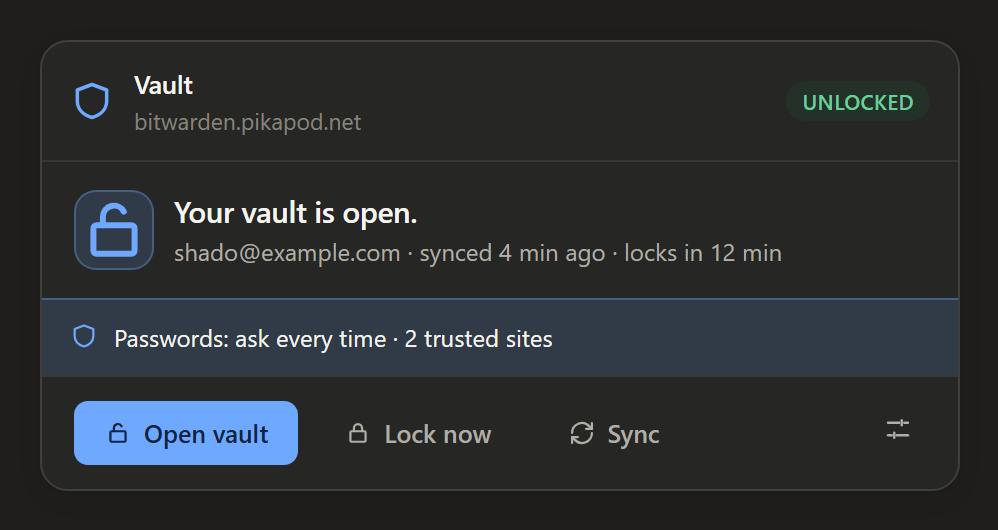 Vault
bitwarden.pikapod.net
UNLOCKED
Your vault is open.
shado@example.com · synced 4 min ago · locks in 12 min
Passwords: ask every time · 2 trusted sites
Open vault
Lock now
Sync